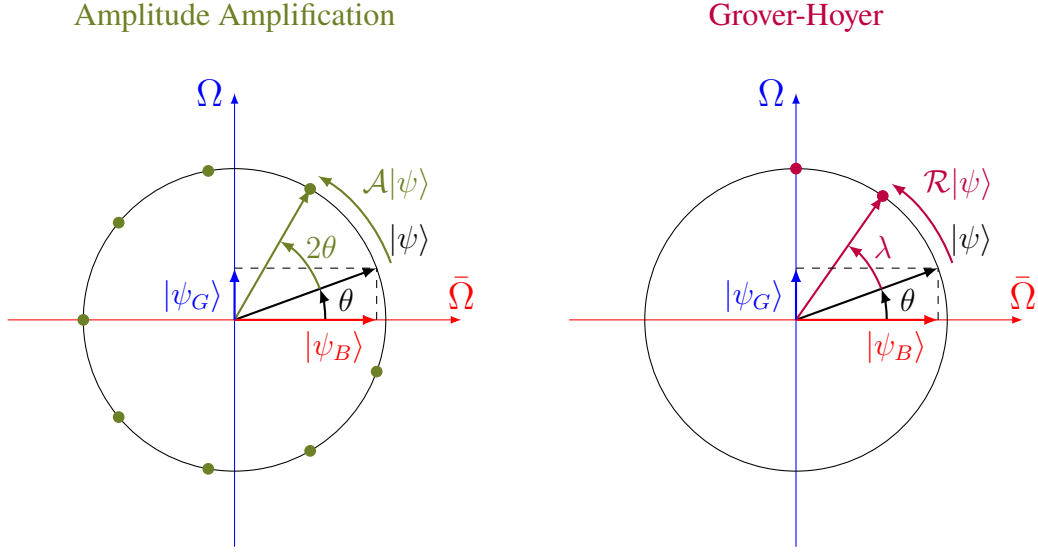 Amplitude Amplification
Grover-Hoyer
Ω
𝒜|ψ⟩
|ψ⟩
2θ
|ψ_G⟩
θ
Ω̄
|ψ_B⟩
Ω
ℛ|ψ⟩
|ψ⟩
λ
|ψ_G⟩
θ
Ω̄
|ψ_B⟩